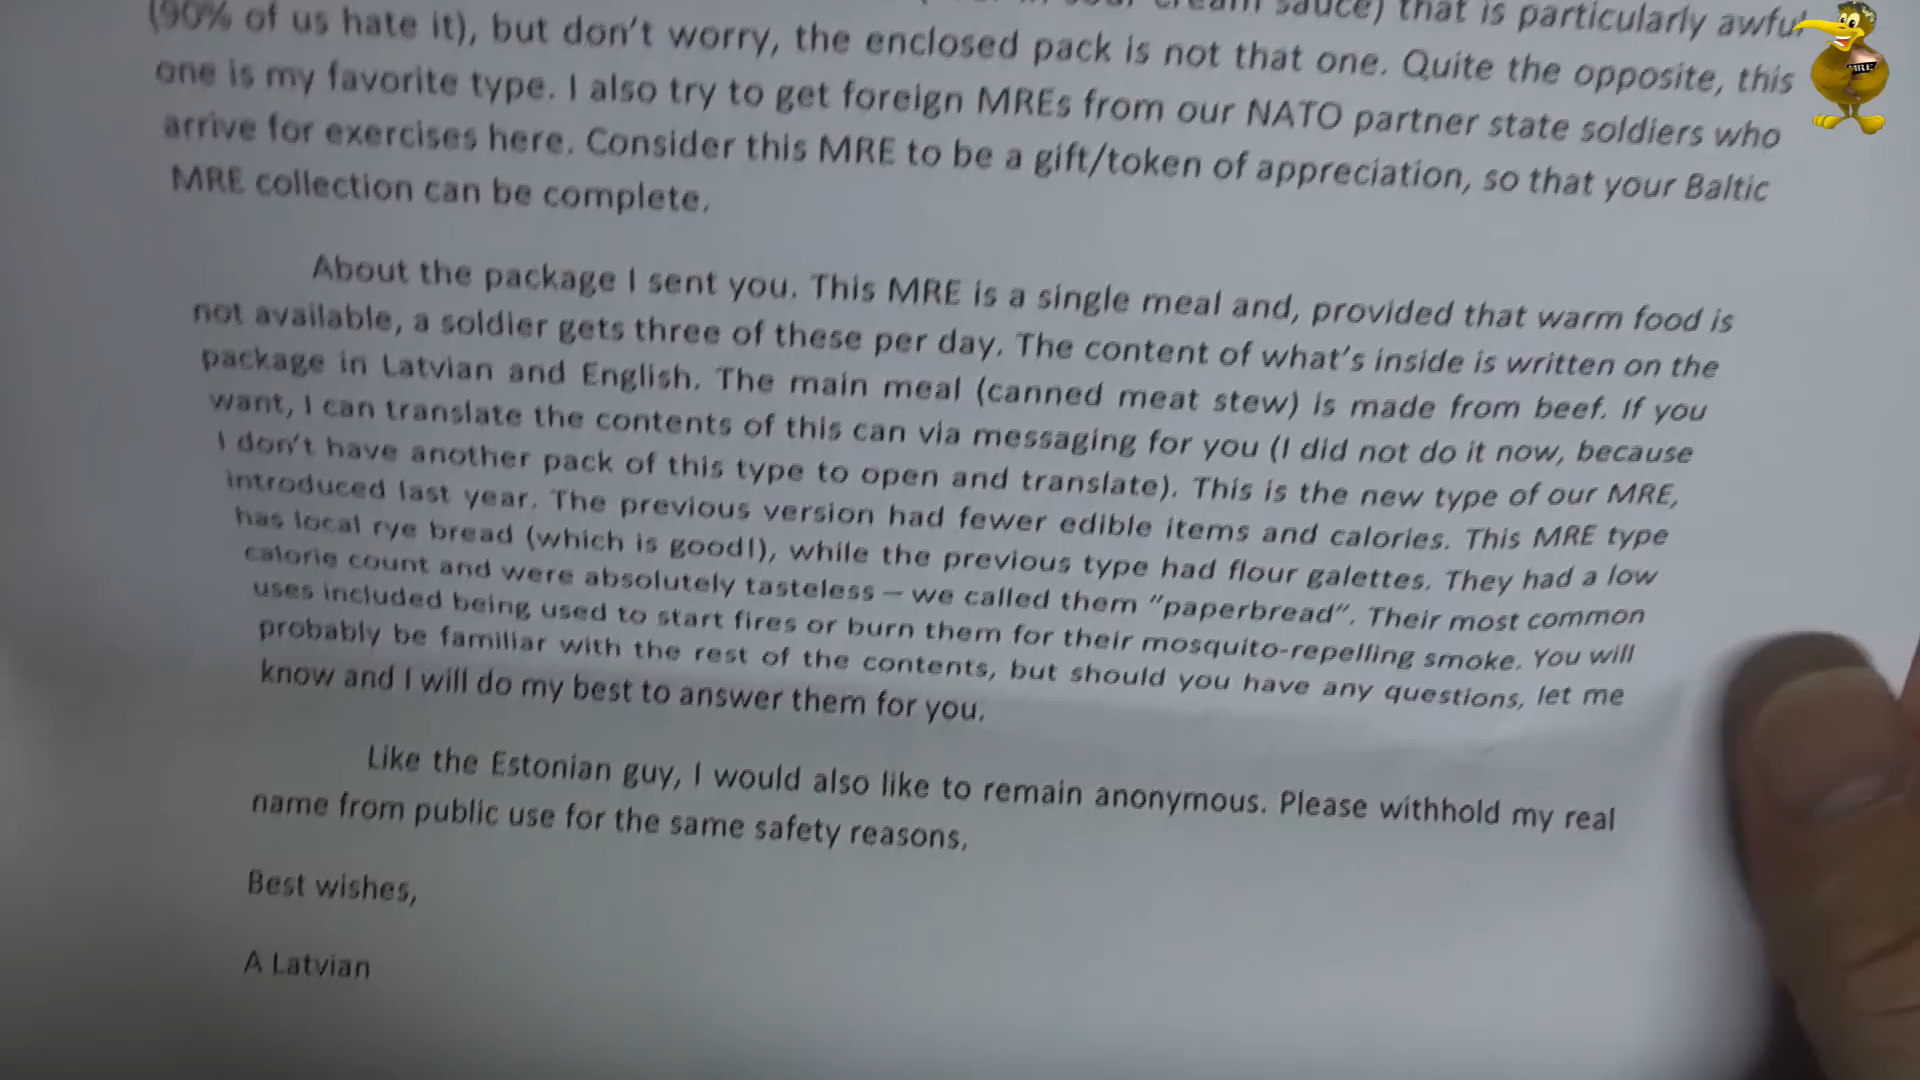 sour cream sauce) that is particularly awful
(90% of us hate it), but don't worry, the enclosed pack is not that one. Quite the opposite, this
one is my favorite type. I also try to get foreign MREs from our NATO partner state soldiers who
arrive for exercises here. Consider this MRE to be a gift/token of appreciation, so that your Baltic
MRE collection can be complete.
About the package I sent you. This MRE is a single meal and, provided that warm food is
not available, a soldier gets three of these per day. The content of what's inside is written on the
package in Latvian and English. The main meal (canned meat stew) is made from beef. If you
want, I can translate the contents of this can via messaging for you (I did not do it now, because
I don't have another pack of this type to open and translate). This is the new type of our MRE,
introduced last year. The previous version had fewer edible items and calories. This MRE type
has local rye bread (which is good!), while the previous type had flour galettes. They had a low
calorie count and were absolutely tasteless – we called them "paperbread". Their most common
uses included being used to start fires or burn them for their mosquito-repelling smoke. You will
probably be familiar with the rest of the contents, but should you have any questions, let me
know and I will do my best to answer them for you.
Like the Estonian guy, I would also like to remain anonymous. Please withhold my real
name from public use for the same safety reasons.
Best wishes,
A Latvian
MRE